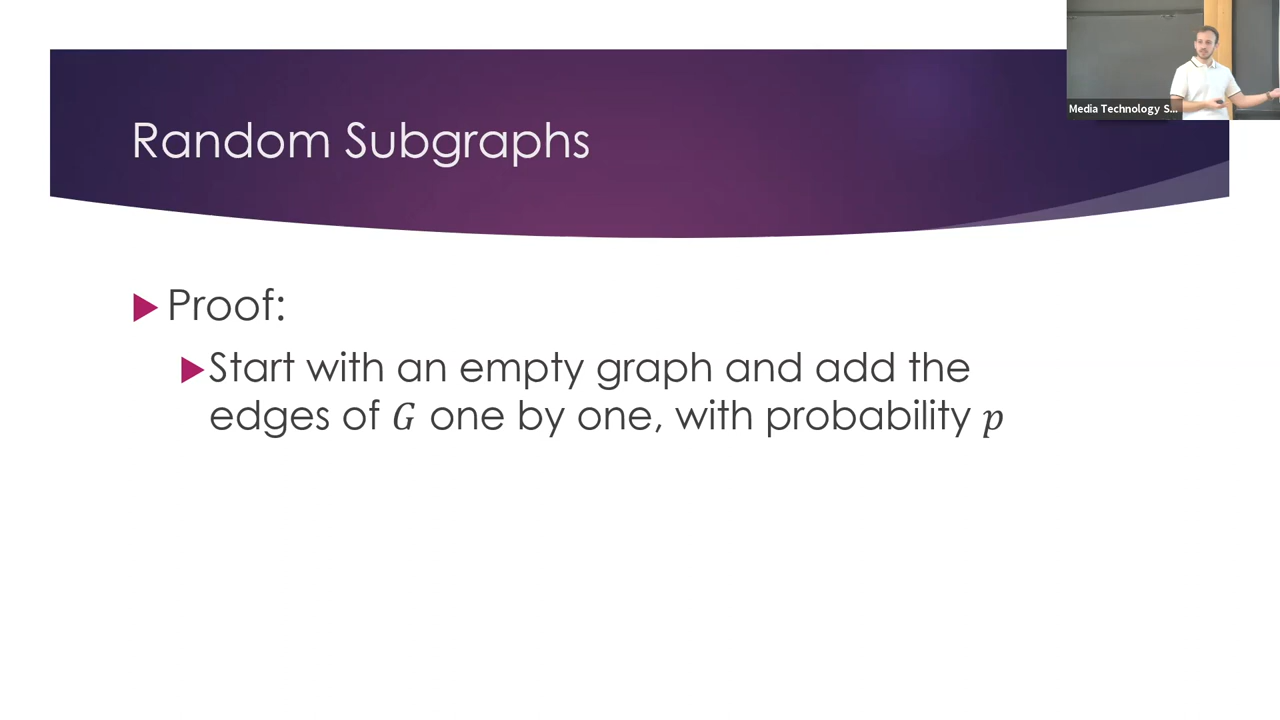 Media Technology S...
Random Subgraphs
Proof:
Start with an empty graph and add the
edges of G one by one, with probability p